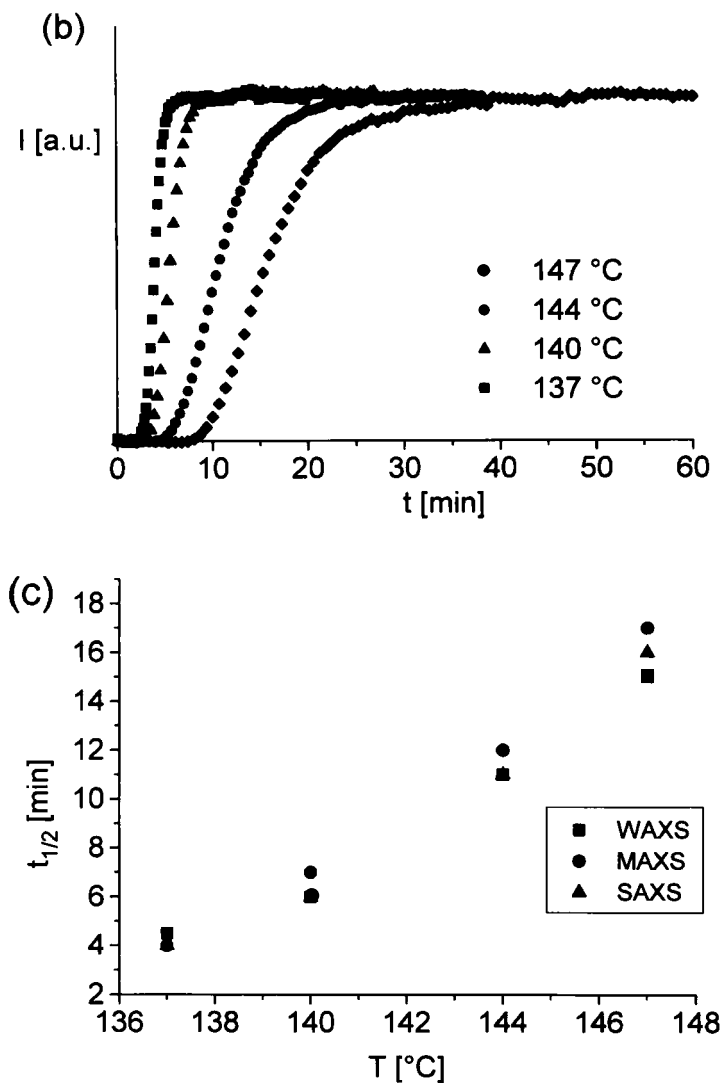 (b)
I [a.u.]
147 °C
144 °C
140 °C
137 °C
0 10 20 30 40 50 60
t [min]
(c)
18
16
14
12
10
8
6
4
2
t1/2 [min]
WAXS
MAXS
SAXS
136 138 140 142 144 146 148
T [°C]